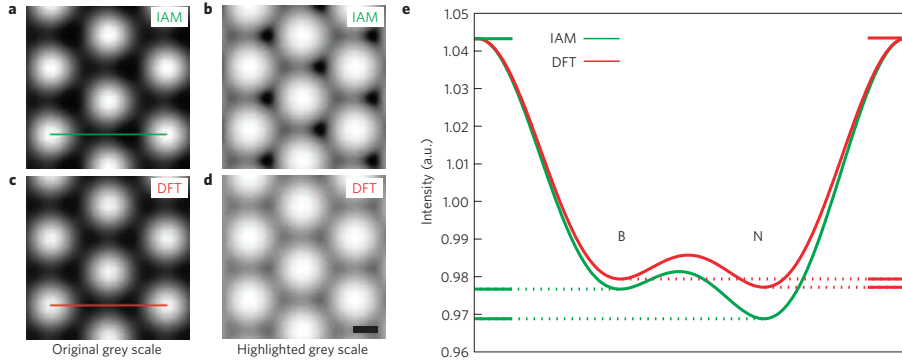 a
IAM
b
IAM
c
DFT
d
DFT
Original grey scale
Highlighted grey scale
e
1.05
1.04
1.03
1.02
1.01
1.00
0.99
0.98
0.97
0.96
Intensity (a.u.)
IAM
DFT
B
N